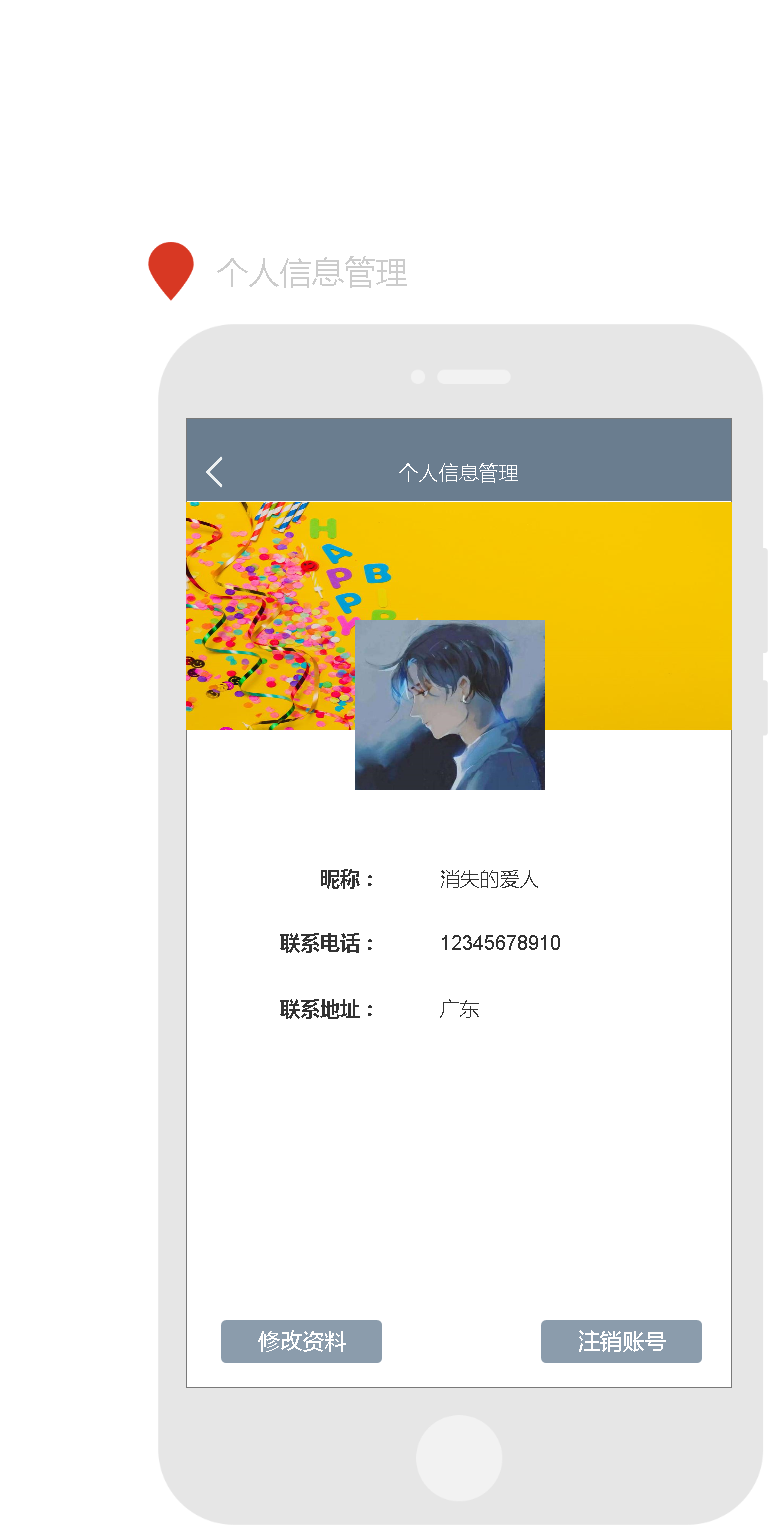 个人信息管理
个人信息管理
HAPPY
昵称： 消失的爱人
联系电话： 12345678910
联系地址： 广东
修改资料 注销账号